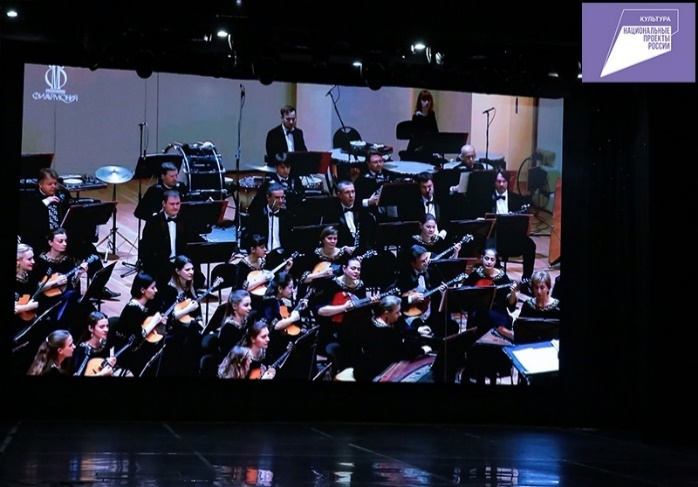 КУЛЬТУРА
НАЦИОНАЛЬНЫЕ
ПРОЕКТЫ
РОССИИ
ФИЛАРМОНИЯ